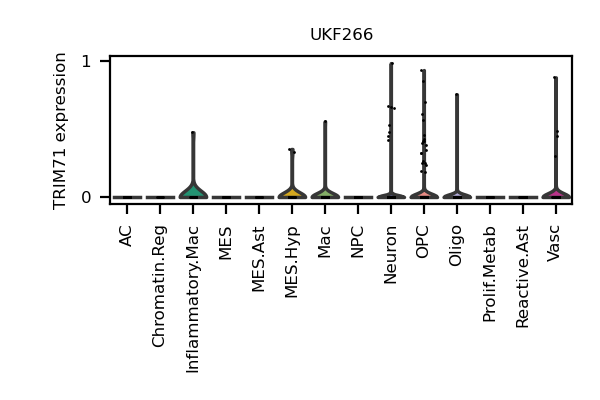 UKF266
TRIM71 expression
1
0
AC
Chromatin.Reg
Inflammatory.Mac
MES
MES.Ast
MES.Hyp
Mac
NPC
Neuron
OPC
Oligo
Prolif.Metab
Reactive.Ast
Vasc